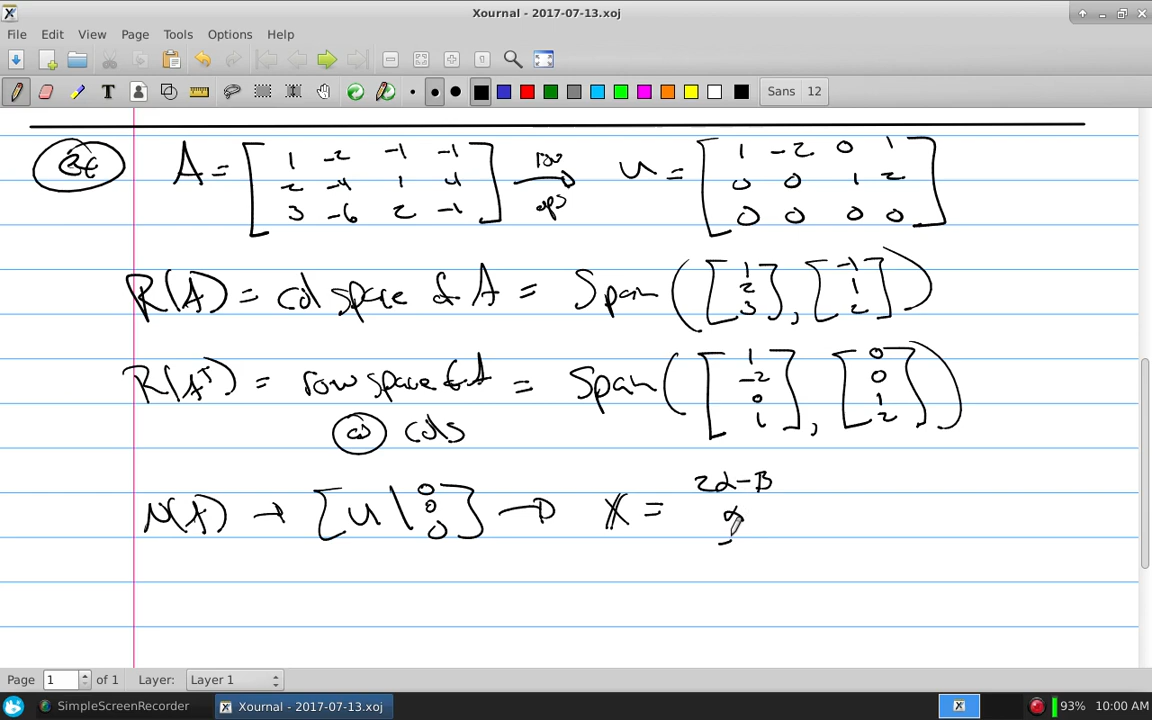 Xournal - 2017-07-13.xoj
File Edit View Page Tools Options Help
Sans 12
Ex A = [ 1 -2 -1 -1 ; 2 -4 1 4 ; 3 -6 2 -1 ] row ops → U = [ 1 -2 0 1 ; 0 0 1 2 ; 0 0 0 0 ]
R(A) = col space of A = Span ( [ 1 2 3 ] , [ -1 1 2 ] )
R(Aᵀ) = row space of A = Span ( [ 1 -2 0 1 ] , [ 0 0 1 2 ] )
as cols
N(A) → [ U | 0 0 0 ] → X = 2α-β α
Page 1 of 1 Layer: Layer 1
SimpleScreenRecorder Xournal - 2017-07-13.xoj 93% 10:00 AM